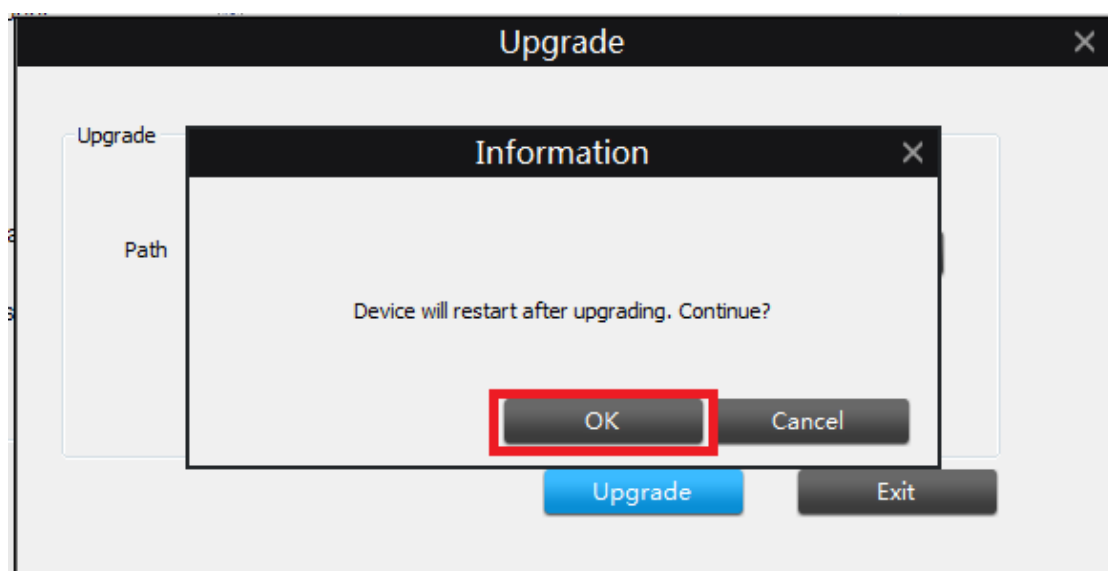 Upgrade
Upgrade
Information
Path
Device will restart after upgrading. Continue?
OK Cancel
Upgrade Exit